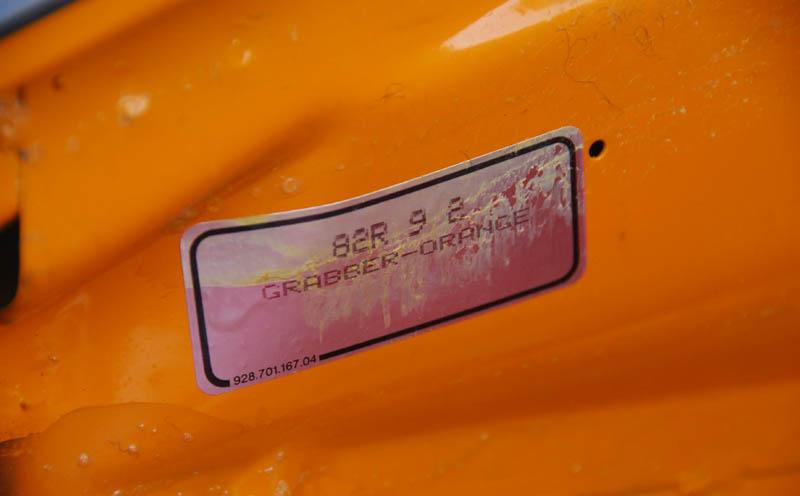 82R 9 2
GRABBER-ORANGE
928.701.167.04